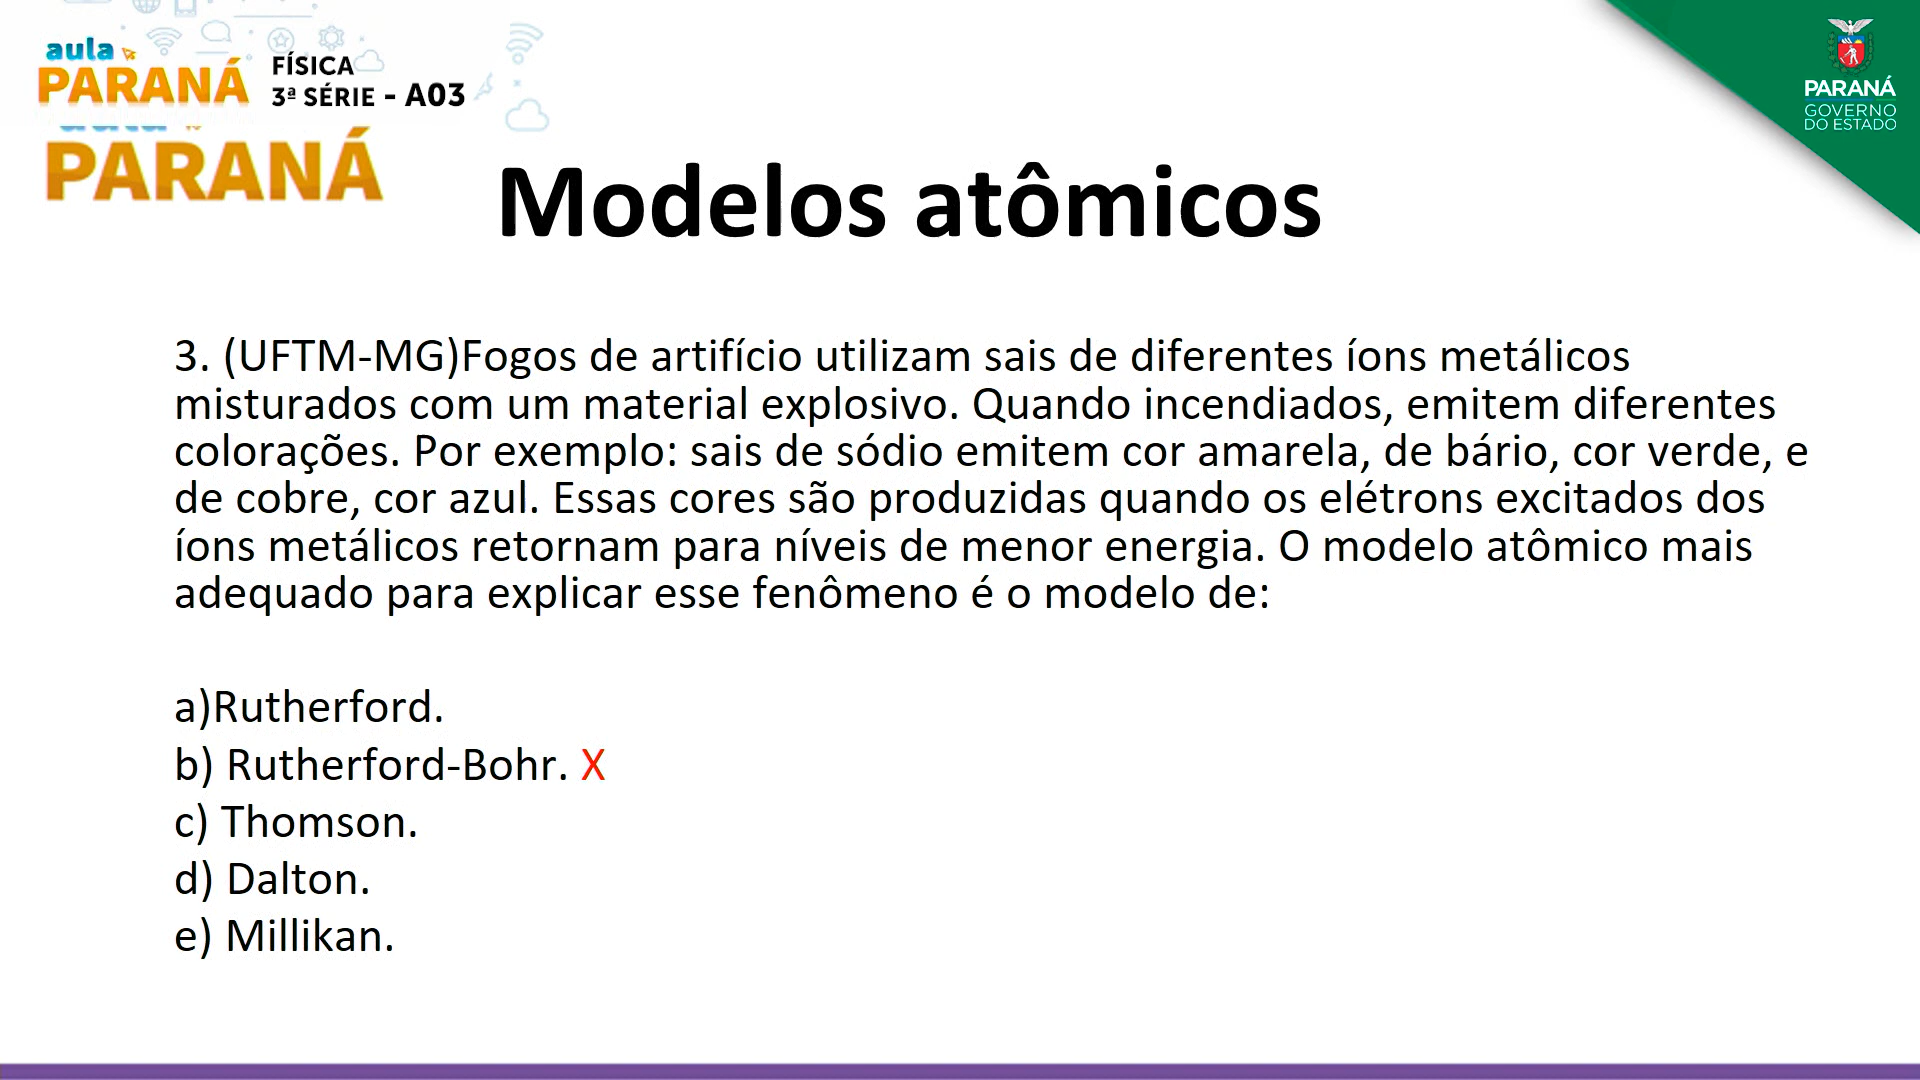 aula
PARANÁ
FÍSICA
3ª SÉRIE - A03
aula
PARANÁ
PARANÁ
GOVERNO
DO ESTADO
Modelos atômicos
3. (UFTM-MG)Fogos de artifício utilizam sais de diferentes íons metálicos
misturados com um material explosivo. Quando incendiados, emitem diferentes
colorações. Por exemplo: sais de sódio emitem cor amarela, de bário, cor verde, e
de cobre, cor azul. Essas cores são produzidas quando os elétrons excitados dos
íons metálicos retornam para níveis de menor energia. O modelo atômico mais
adequado para explicar esse fenômeno é o modelo de:
a)Rutherford.
b) Rutherford-Bohr. X
c) Thomson.
d) Dalton.
e) Millikan.